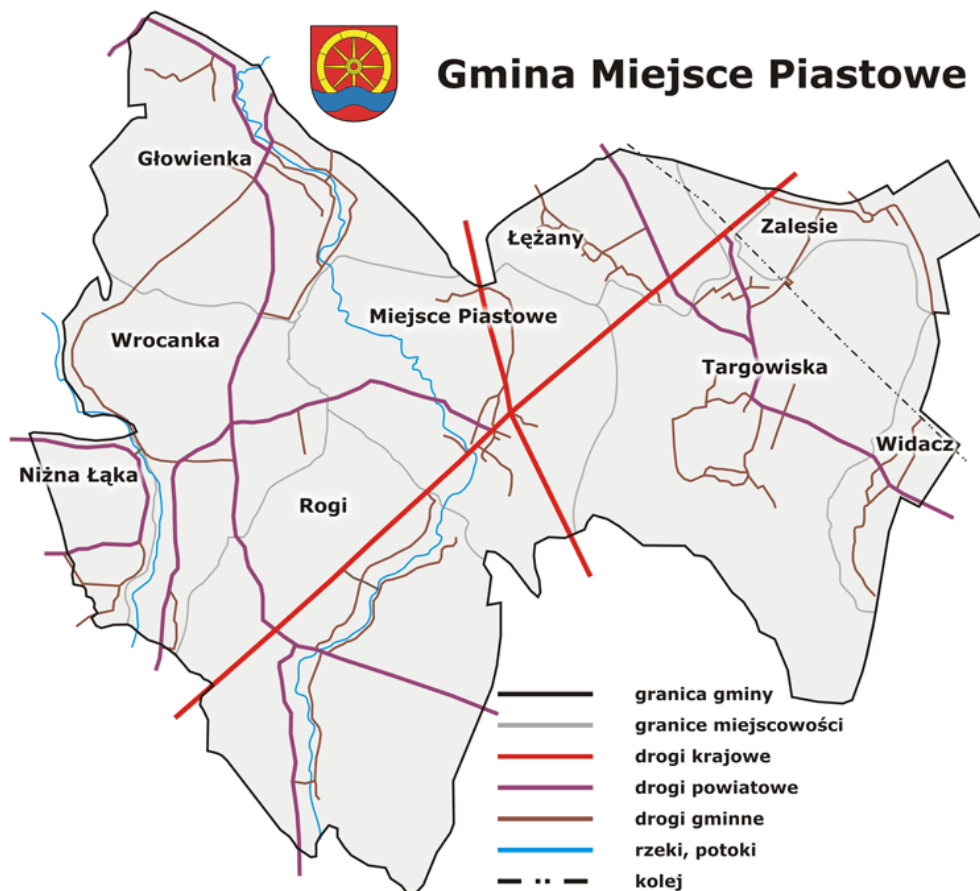 Gmina Miejsce Piastowe
Głowienka
Zalesie
Łężany
Miejsce Piastowe
Wrocanka
Targowiska
Widacz
Niżna Łąka
Rogi
granica gminy
granice miejscowości
drogi krajowe
drogi powiatowe
drogi gminne
rzeki, potoki
kolej